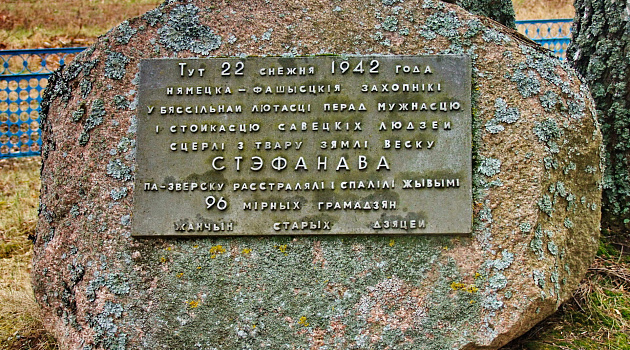 Тут 22 снежня 1942 года
нямецка-фашысцкія захопнікі
у бяссільнай лютасці перад мужнасцю
і стойкасцю савецкіх людзей
сцерлі з твару зямлі веску
СТЭФАНАВА
па-зверску расстралялі і спалілі жывымі
96 мірных грамадзян
жанчын старых дзяцей